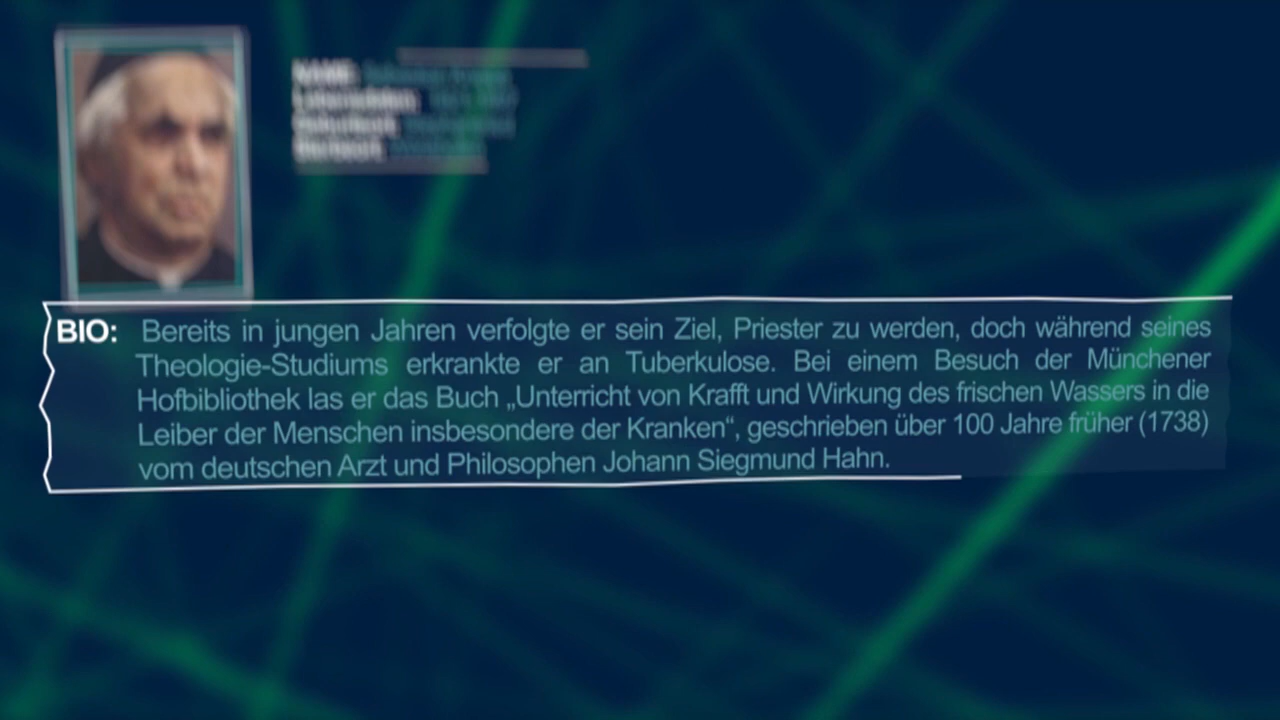 NAME:
BIO: Bereits in jungen Jahren verfolgte er sein Ziel, Priester zu werden, doch während seines
Theologie-Studiums erkrankte er an Tuberkulose. Bei einem Besuch der Münchener
Hofbibliothek las er das Buch „Unterricht von Krafft und Wirkung des frischen Wassers in die
Leiber der Menschen insbesondere der Kranken“, geschrieben über 100 Jahre früher (1738)
vom deutschen Arzt und Philosophen Johann Siegmund Hahn.